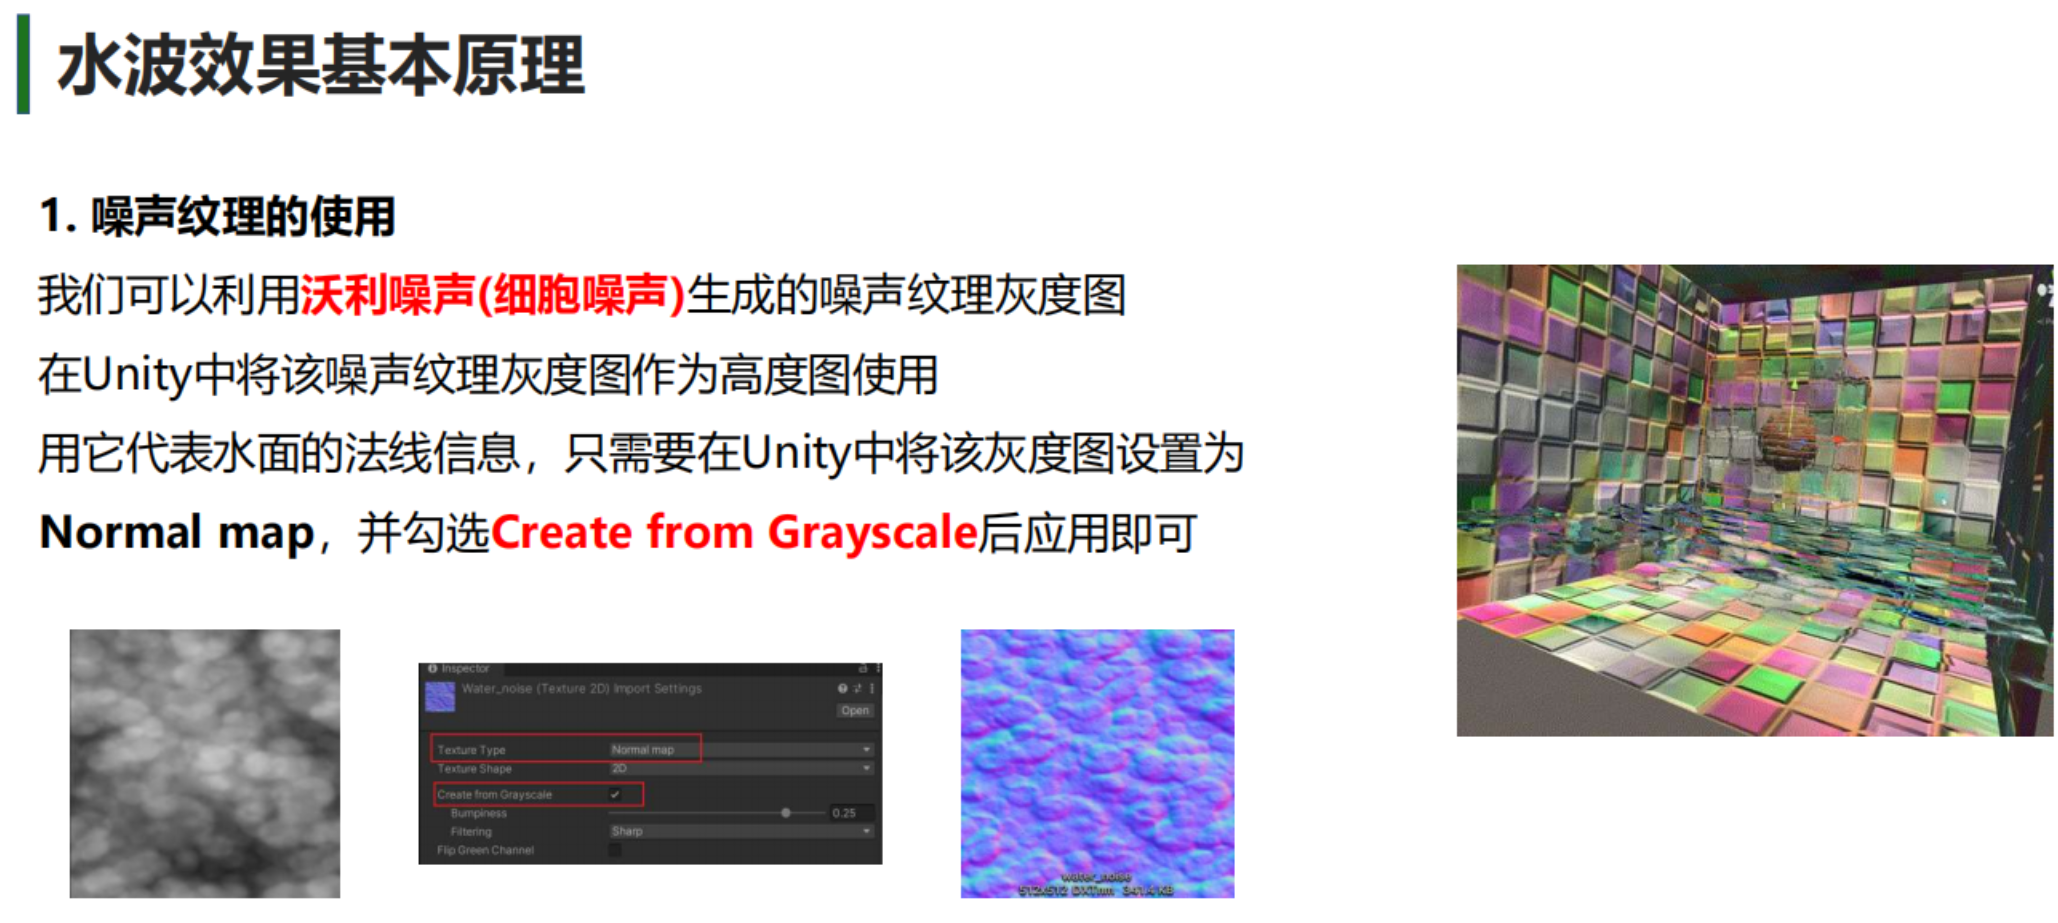 水波效果基本原理
1. 噪声纹理的使用
我们可以利用沃利噪声(细胞噪声)生成的噪声纹理灰度图
在Unity中将该噪声纹理灰度图作为高度图使用
用它代表水面的法线信息，只需要在Unity中将该灰度图设置为
Normal map，并勾选Create from Grayscale后应用即可
Inspector
Water_noise (Texture 2D) Import Settings
Open
Texture Type Normal map
Texture Shape 2D
Create from Grayscale
Bumpiness 0.25
Filtering Sharp
Flip Green Channel
water_noise
512x512 DXTnm 341.4 KB